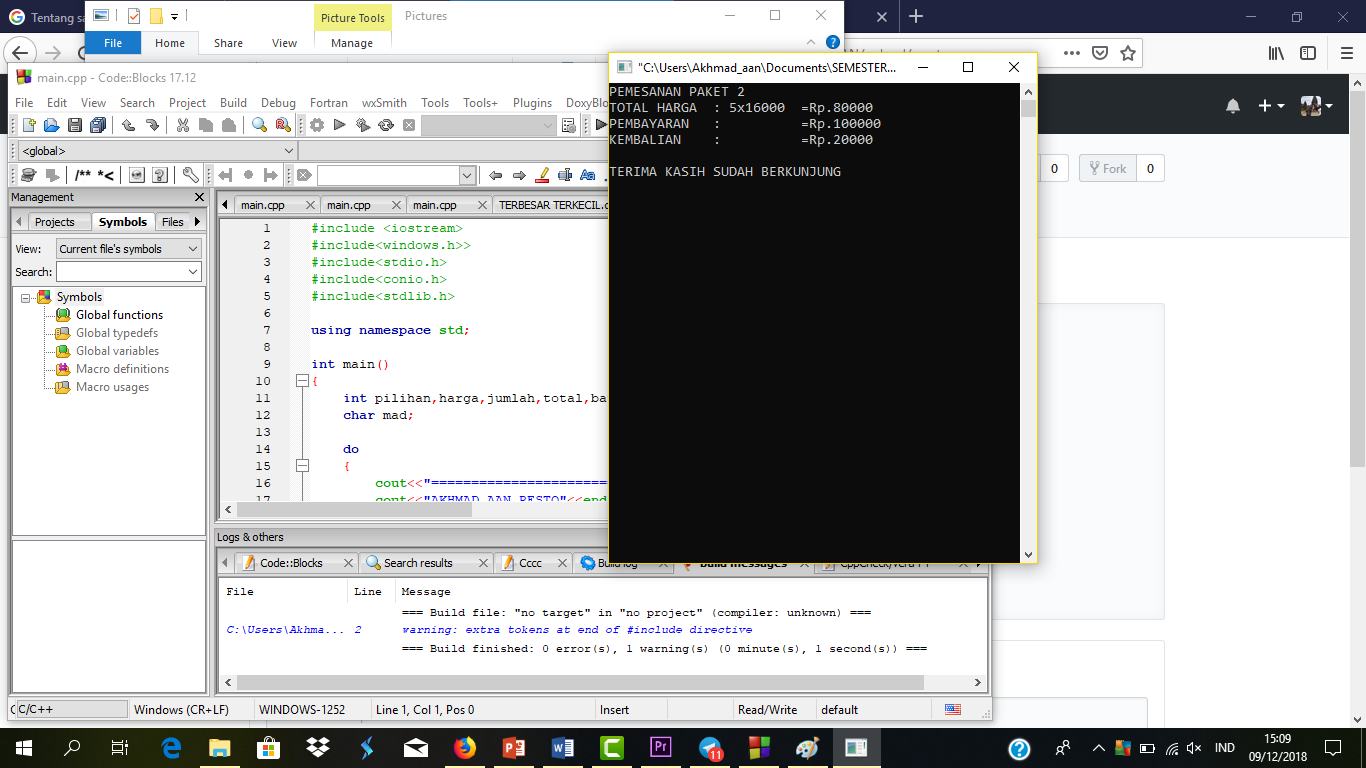 Tentang sa
Picture Tools
Pictures
File
Home
Share
View
Manage
main.cpp - Code::Blocks 17.12
File Edit View Search Project Build Debug Fortran wxSmith Tools Tools+ Plugins DoxyBlo
<global>
/** *<
Management
Projects
Symbols
Files
View:
Current file's symbols
Search:
Symbols
Global functions
Global typedefs
Global variables
Macro definitions
Macro usages
main.cpp
main.cpp
main.cpp
TERBESAR TERKECIL.c
1 #include <iostream>
2 #include<windows.h>>
3 #include<stdio.h>
4 #include<conio.h>
5 #include<stdlib.h>
6
7 using namespace std;
8
9 int main()
10 {
11 int pilihan,harga,jumlah,total,ba
12 char mad;
13
14 do
15 {
16 cout<<"======================
17 cout<<"AKHMAD AAN RESTO"<<end
"C:\Users\Akhmad_aan\Documents\SEMESTER...
PEMESANAN PAKET 2
TOTAL HARGA : 5x16000 =Rp.80000
PEMBAYARAN : =Rp.100000
KEMBALIAN : =Rp.20000
TERIMA KASIH SUDAH BERKUNJUNG
0
Fork
0
Logs & others
Code::Blocks
Search results
Cccc
Build log
Build messages
CppCheck/Vera++
File Line Message
=== Build file: "no target" in "no project" (compiler: unknown) ===
C:\Users\Akhma... 2 warning: extra tokens at end of #include directive
=== Build finished: 0 error(s), 1 warning(s) (0 minute(s), 1 second(s)) ===
C/C++
Windows (CR+LF)
WINDOWS-1252
Line 1, Col 1, Pos 0
Insert
Read/Write
default
11
IND
15:09
09/12/2018